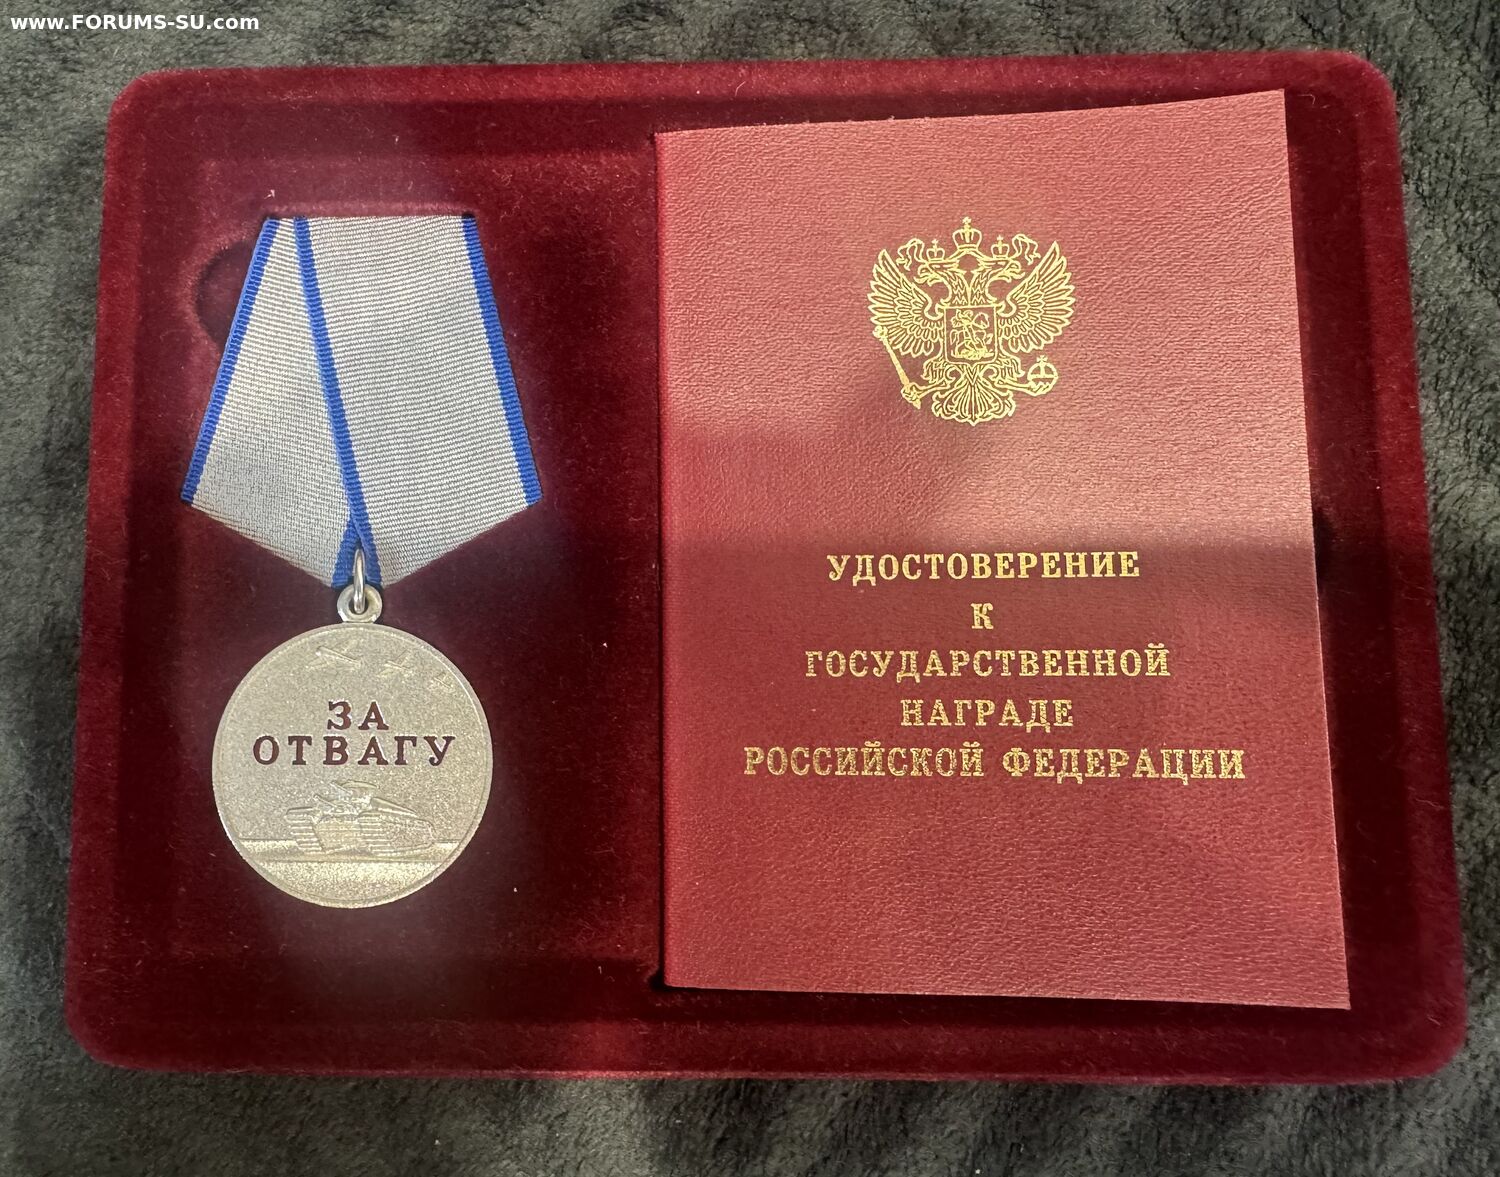 www.FORUMS-SU.com
ЗА
ОТВАГУ
УДОСТОВЕРЕНИЕ
К
ГОСУДАРСТВЕННОЙ
НАГРАДЕ
РОССИЙСКОЙ ФЕДЕРАЦИИ